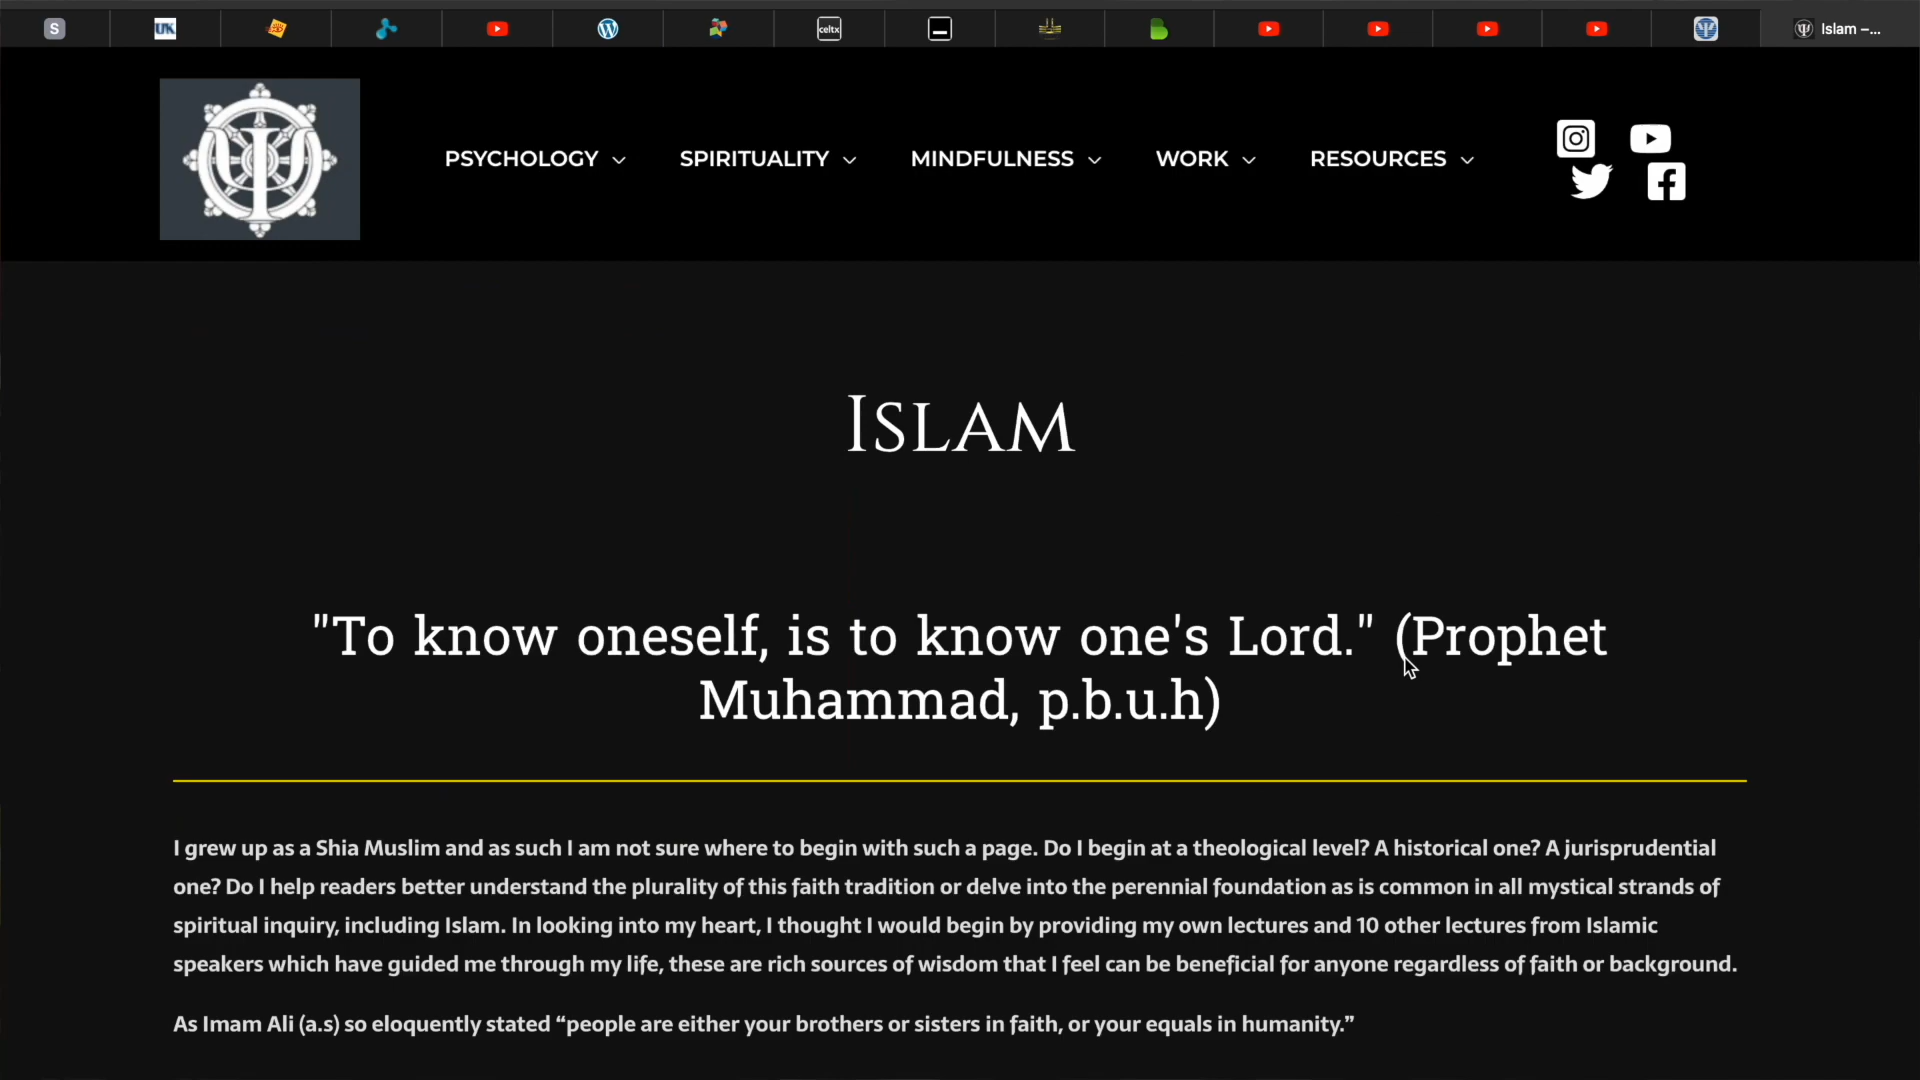 S
UK
celtx
Islam –...
PSYCHOLOGY
SPIRITUALITY
MINDFULNESS
WORK
RESOURCES
Islam
"To know oneself, is to know one's Lord." (Prophet
Muhammad, p.b.u.h)
I grew up as a Shia Muslim and as such I am not sure where to begin with such a page. Do I begin at a theological level? A historical one? A jurisprudential
one? Do I help readers better understand the plurality of this faith tradition or delve into the perennial foundation as is common in all mystical strands of
spiritual inquiry, including Islam. In looking into my heart, I thought I would begin by providing my own lectures and 10 other lectures from Islamic
speakers which have guided me through my life, these are rich sources of wisdom that I feel can be beneficial for anyone regardless of faith or background.
As Imam Ali (a.s) so eloquently stated “people are either your brothers or sisters in faith, or your equals in humanity.”